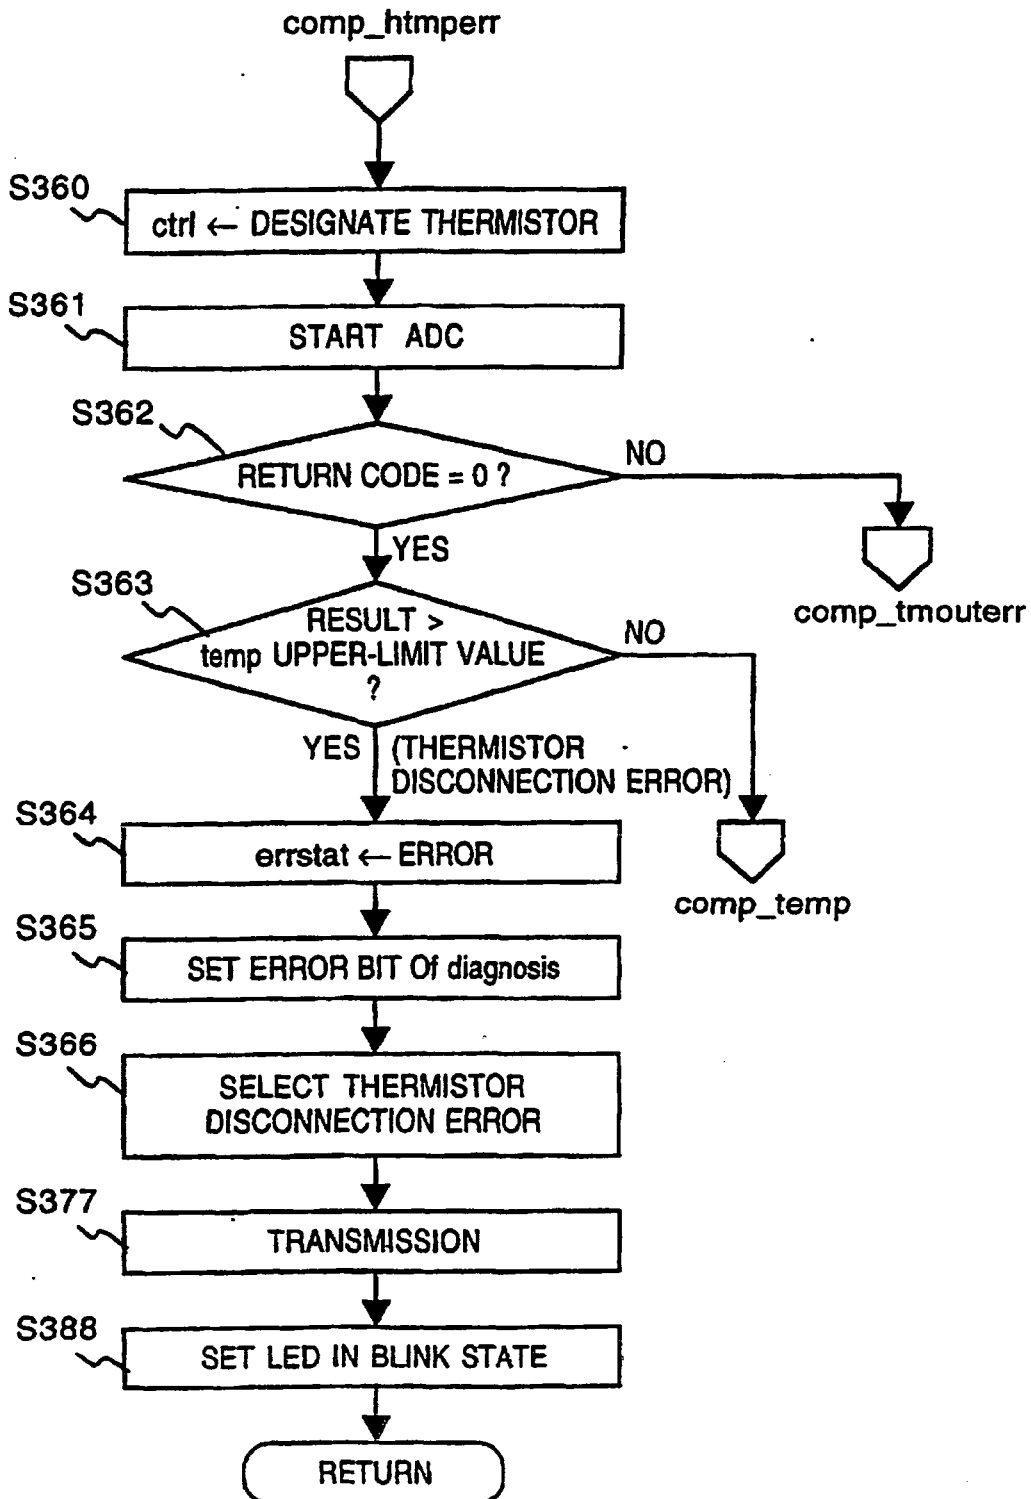 comp_htmperr
S360
ctrl ← DESIGNATE THERMISTOR
S361
START ADC
S362
RETURN CODE = 0 ?
NO
YES
comp_tmouterr
S363
RESULT >
temp UPPER-LIMIT VALUE
?
NO
YES (THERMISTOR
DISCONNECTION ERROR)
comp_temp
S364
errstat ← ERROR
S365
SET ERROR BIT Of diagnosis
S366
SELECT THERMISTOR
DISCONNECTION ERROR
S377
TRANSMISSION
S388
SET LED IN BLINK STATE
RETURN